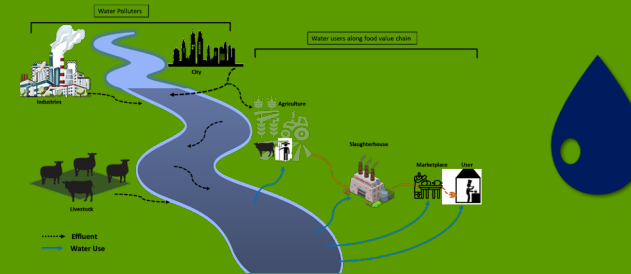 Water Polluters
Water users along food value chain
City
Industries
Agriculture
Slaughterhouse
Marketplace
User
Livestock
Effluent
Water Use